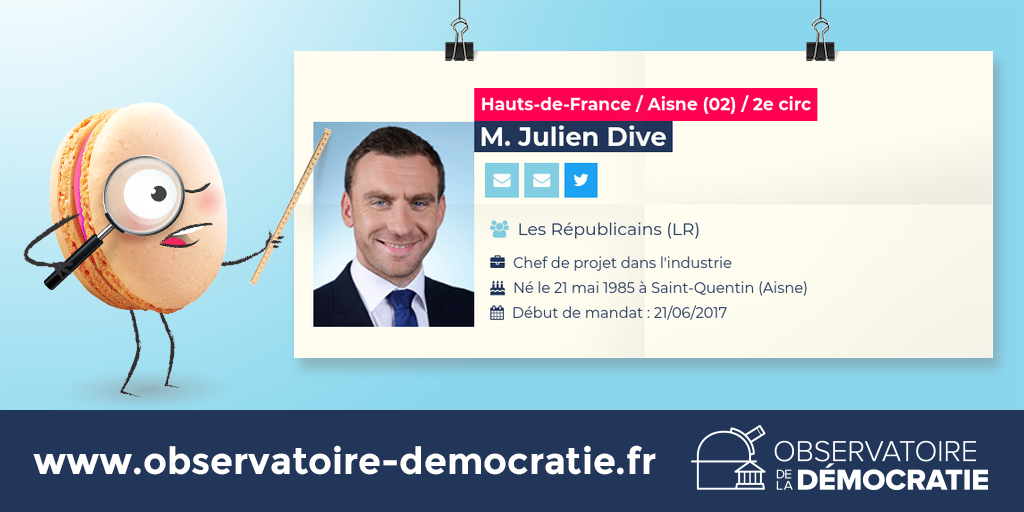 Hauts-de-France / Aisne (02) / 2e circ
M. Julien Dive
Les Républicains (LR)
Chef de projet dans l'industrie
Né le 21 mai 1985 à Saint-Quentin (Aisne)
Début de mandat : 21/06/2017
www.observatoire-democratie.fr
OBSERVATOIRE
DE LA DÉMOCRATIE